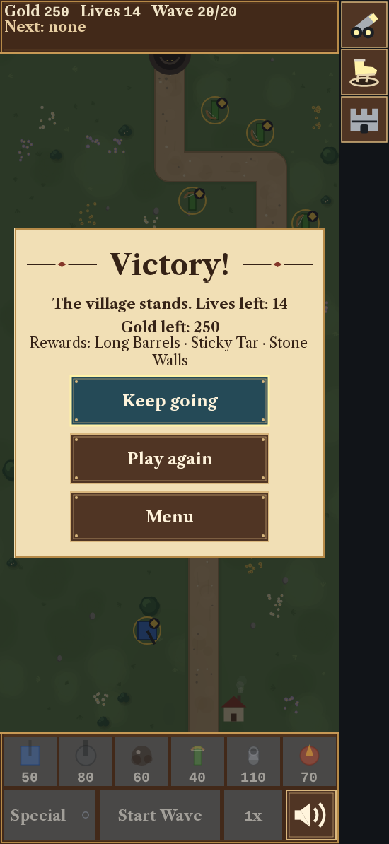 Gold 250 Lives 14 Wave 20/20
Next: none
Victory!
The village stands. Lives left: 14
Gold left: 250
Rewards: Long Barrels · Sticky Tar · Stone
Walls
Keep going
Play again
Menu
50 80 60 40 110 70
Special Start Wave 1x